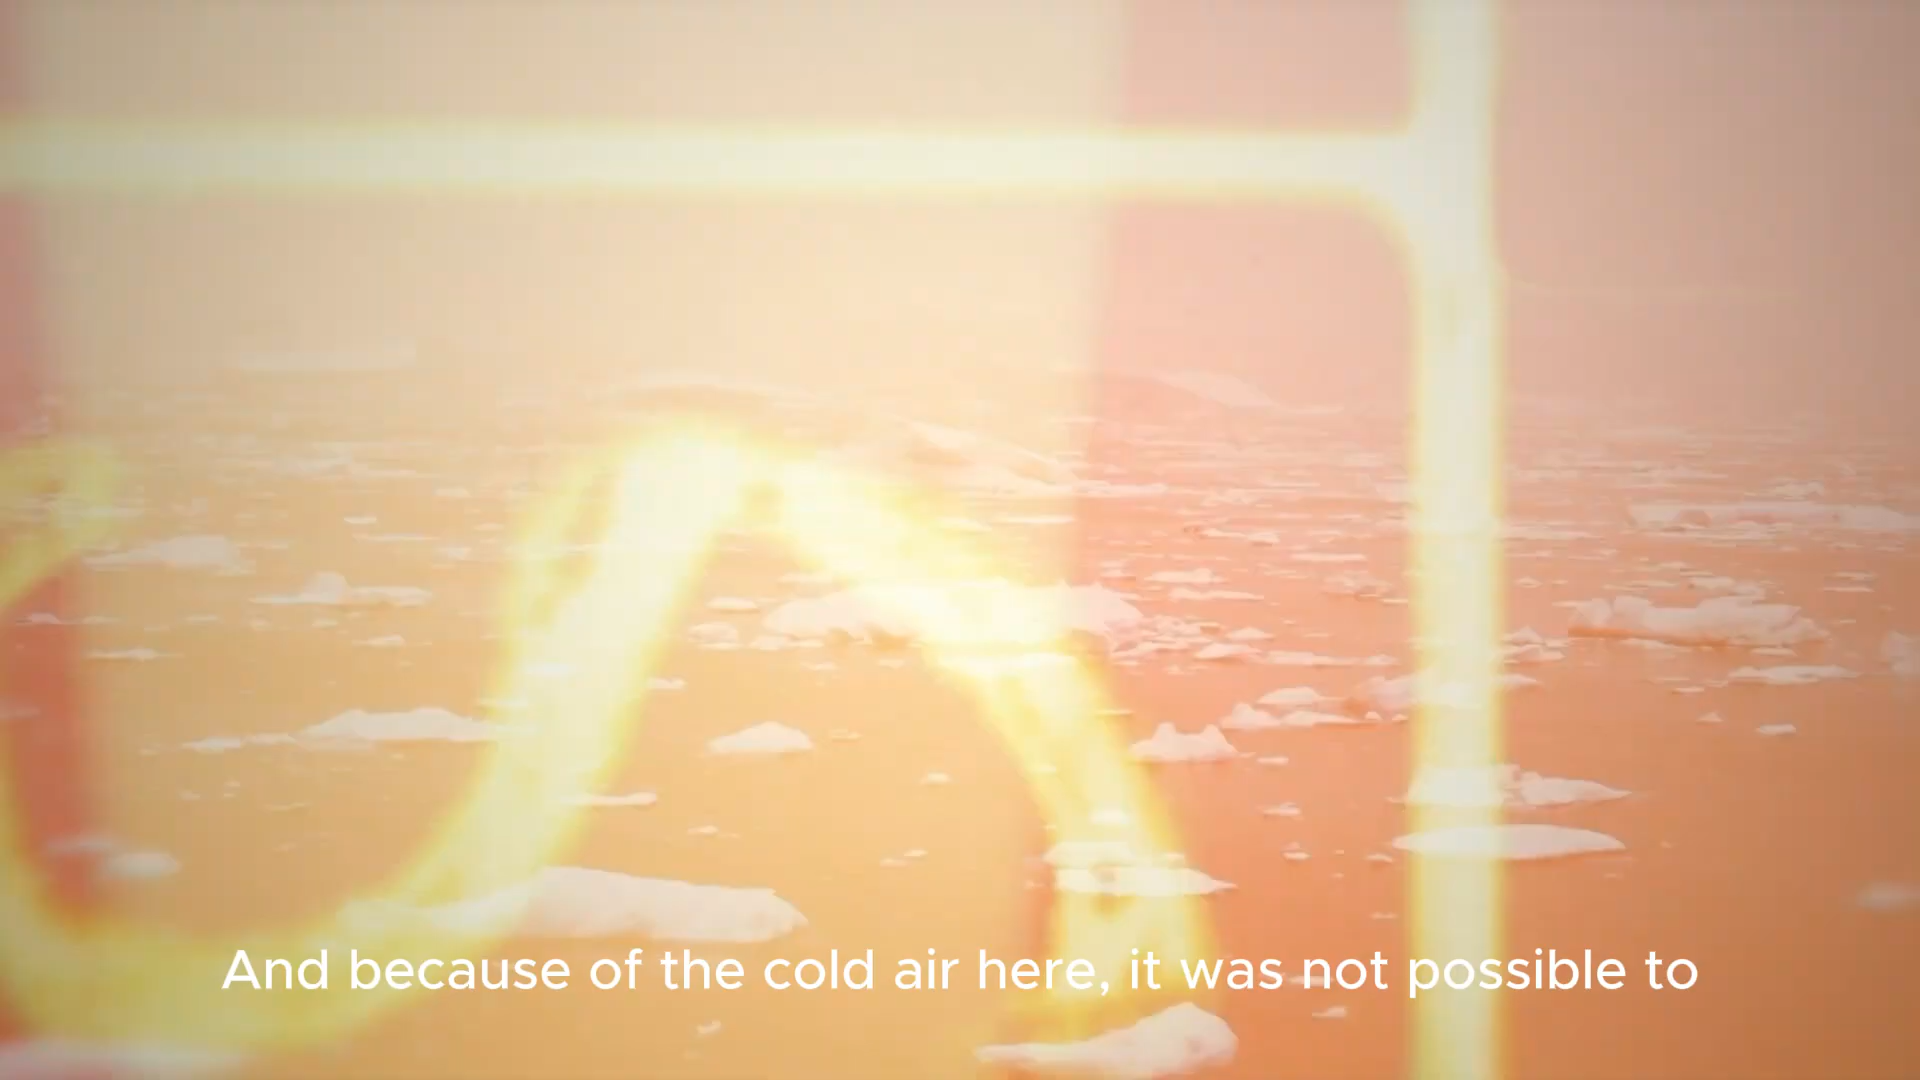 And because of the cold air here, it was not possible to